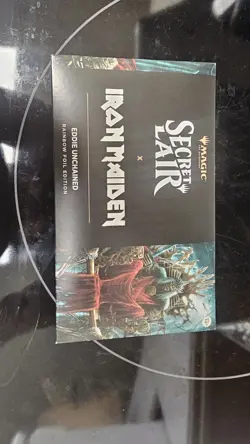 MAGIC
SECRET
LAIR
X
IRON MAIDEN
EDDIE UNCHAINED
RAINBOW FOIL EDITION